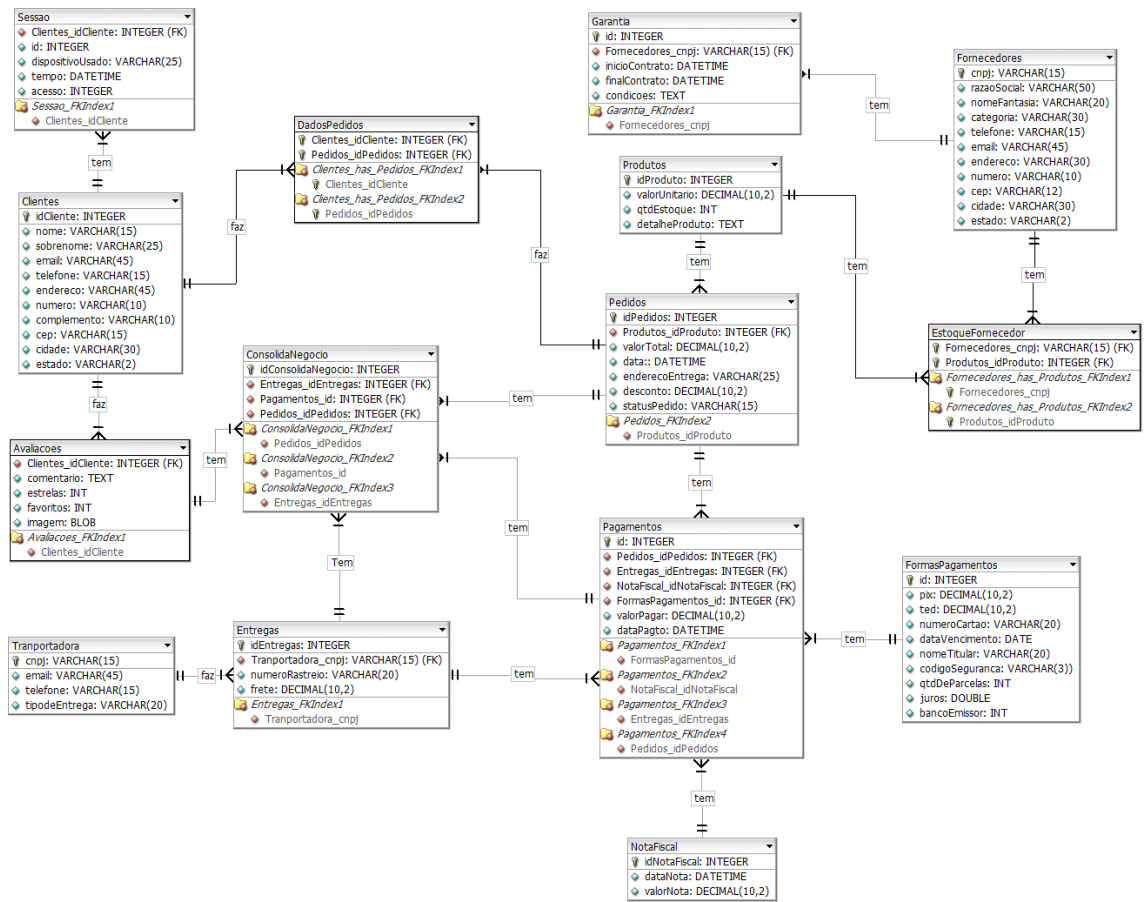 Sessao
Clientes_idCliente: INTEGER (FK)
id: INTEGER
dispositivoUsado: VARCHAR(25)
tempo: DATETIME
acesso: INTEGER
Sessao_FKIndex1
Clientes_idCliente
tem
Clientes
idCliente: INTEGER
nome: VARCHAR(15)
sobrenome: VARCHAR(25)
email: VARCHAR(45)
telefone: VARCHAR(15)
endereco: VARCHAR(45)
numero: VARCHAR(10)
complemento: VARCHAR(10)
cep: VARCHAR(15)
cidade: VARCHAR(30)
estado: VARCHAR(2)
faz
Avaliacoes
Clientes_idCliente: INTEGER (FK)
comentario: TEXT
estrelas: INT
favoritos: INT
imagem: BLOB
Avaliacoes_FKIndex1
Clientes_idCliente
tem
DadosPedidos
Clientes_idCliente: INTEGER (FK)
Pedidos_idPedidos: INTEGER (FK)
Clientes_has_Pedidos_FKIndex1
Clientes_idCliente
Clientes_has_Pedidos_FKIndex2
Pedidos_idPedidos
faz
faz
Garantia
id: INTEGER
Fornecedores_cnpj: VARCHAR(15) (FK)
inicioContrato: DATETIME
finalContrato: DATETIME
condicoes: TEXT
Garantia_FKIndex1
Fornecedores_cnpj
tem
Fornecedores
cnpj: VARCHAR(15)
razaoSocial: VARCHAR(50)
nomeFantasia: VARCHAR(20)
categoria: VARCHAR(30)
telefone: VARCHAR(15)
email: VARCHAR(45)
endereco: VARCHAR(30)
numero: VARCHAR(10)
cep: VARCHAR(12)
cidade: VARCHAR(30)
estado: VARCHAR(2)
tem
Produtos
idProduto: INTEGER
valorUnitario: DECIMAL(10,2)
qtdEstoque: INT
detalheProduto: TEXT
tem
tem
Pedidos
idPedidos: INTEGER
Produtos_idProduto: INTEGER (FK)
valorTotal: DECIMAL(10,2)
data:: DATETIME
enderecoEntrega: VARCHAR(25)
desconto: DECIMAL(10,2)
statusPedido: VARCHAR(15)
Pedidos_FKIndex2
Produtos_idProduto
tem
EstoqueFornecedor
Fornecedores_cnpj: VARCHAR(15) (FK)
Produtos_idProduto: INTEGER (FK)
Fornecedores_has_Produtos_FKIndex1
Fornecedores_cnpj
Fornecedores_has_Produtos_FKIndex2
Produtos_idProduto
ConsolidaNegocio
idConsolidaNegocio: INTEGER
Entregas_idEntregas: INTEGER (FK)
Pagamentos_id: INTEGER (FK)
Pedidos_idPedidos: INTEGER (FK)
ConsolidaNegocio_FKIndex1
Pedidos_idPedidos
ConsolidaNegocio_FKIndex2
Pagamentos_id
ConsolidaNegocio_FKIndex3
Entregas_idEntregas
tem
tem
Tem
Tranportadora
cnpj: VARCHAR(15)
email: VARCHAR(45)
telefone: VARCHAR(15)
tipodeEntrega: VARCHAR(20)
faz
Entregas
idEntregas: INTEGER
Tranportadora_cnpj: VARCHAR(15) (FK)
numeroRastreio: VARCHAR(20)
frete: DECIMAL(10,2)
Entregas_FKIndex1
Tranportadora_cnpj
tem
Pagamentos
id: INTEGER
Pedidos_idPedidos: INTEGER (FK)
Entregas_idEntregas: INTEGER (FK)
NotaFiscal_idNotaFiscal: INTEGER (FK)
FormasPagamentos_id: INTEGER (FK)
valorPagar: DECIMAL(10,2)
dataPagto: DATETIME
Pagamentos_FKIndex1
FormasPagamentos_id
Pagamentos_FKIndex2
NotaFiscal_idNotaFiscal
Pagamentos_FKIndex3
Entregas_idEntregas
Pagamentos_FKIndex4
Pedidos_idPedidos
tem
FormasPagamentos
id: INTEGER
pix: DECIMAL(10,2)
ted: DECIMAL(10,2)
numeroCartao: VARCHAR(20)
dataVencimento: DATE
nomeTitular: VARCHAR(20)
codigoSeguranca: VARCHAR(3))
qtdDeParcelas: INT
juros: DOUBLE
bancoEmissor: INT
tem
NotaFiscal
idNotaFiscal: INTEGER
dataNota: DATETIME
valorNota: DECIMAL(10,2)